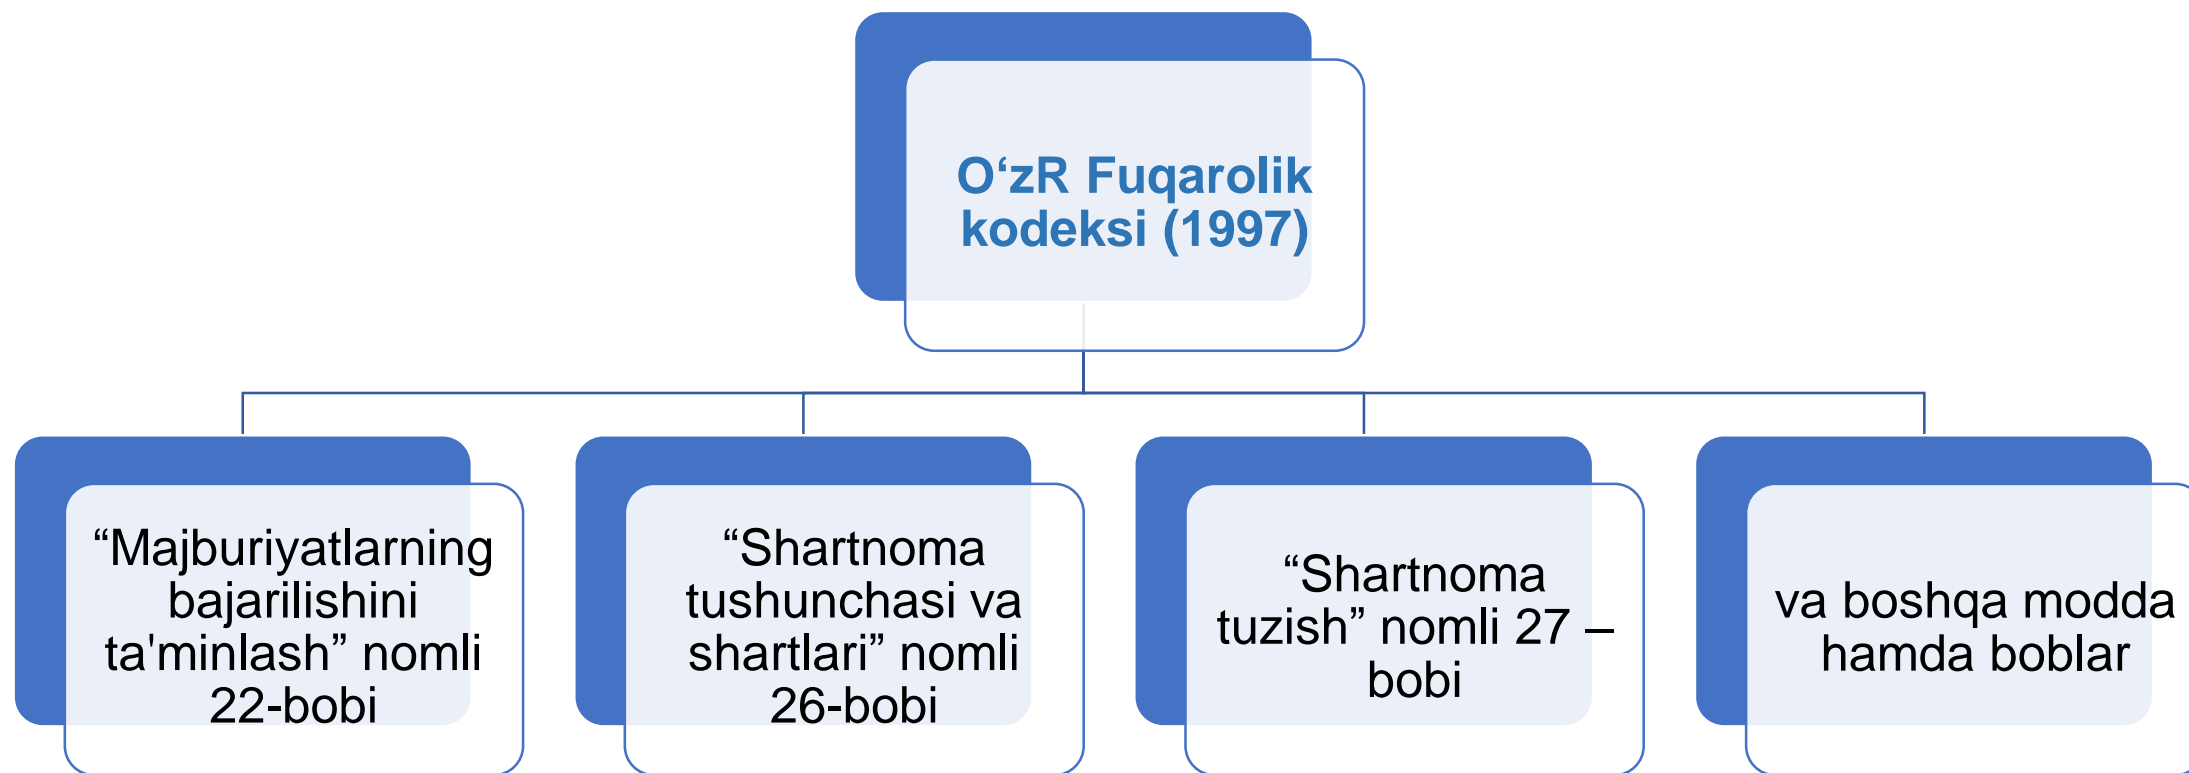 O‘zR Fuqarolik
kodeksi (1997)
“Majburiyatlarning
bajarilishini
ta'minlash” nomli
22-bobi
“Shartnoma
tushunchasi va
shartlari” nomli
26-bobi
“Shartnoma
tuzish” nomli 27 –
bobi
va boshqa modda
hamda boblar